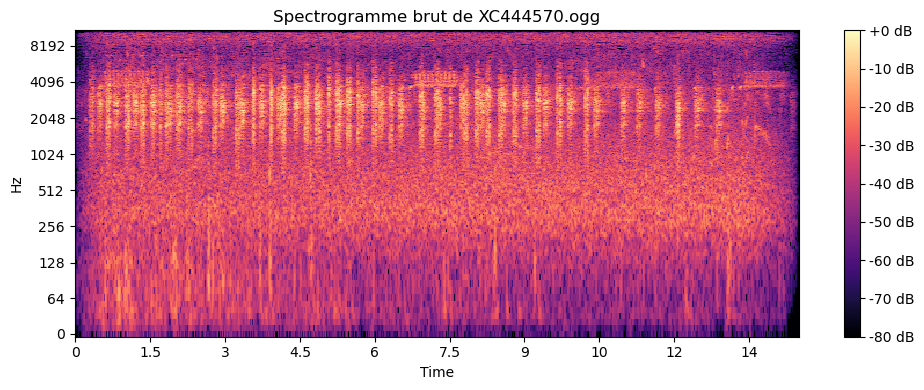 Spectrogramme brut de XC444570.ogg
8192
4096
2048
1024
512
256
128
64
0
Hz
0 1.5 3 4.5 6 7.5 9 10 12 14
Time
+0 dB
-10 dB
-20 dB
-30 dB
-40 dB
-50 dB
-60 dB
-70 dB
-80 dB